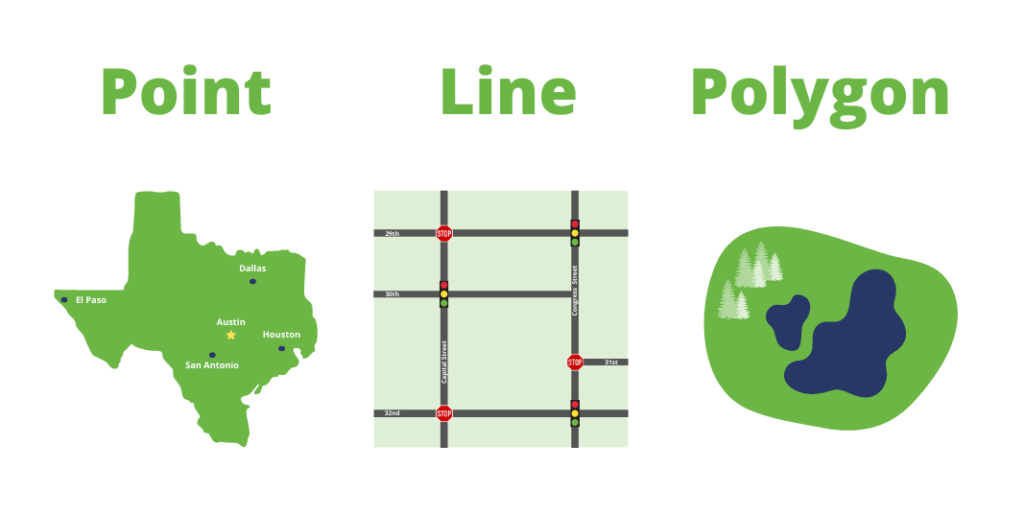 Point
Line
Polygon
Dallas
El Paso
Austin
Houston
San Antonio
29th
STOP
30th
Congress Street
Capital Street
STOP
31st
32nd
STOP